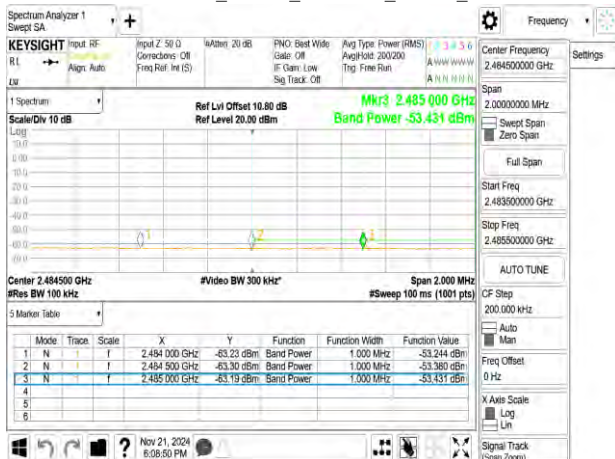 Spectrum Analyzer 1
Swept SA
+
Frequency
KEYSIGHT Input: RF
RL
Align: Auto
Input Z: 50 Ω
Corrections: Off
Freq Ref: Int (S)
#Atten: 20 dB
PNO: Best Wide
Gate: Off
IF Gain: Low
Sig Track: Off
Avg Type: Power (RMS)
Avg|Hold: 200/200
Trig: Free Run
3 4 5 6
A N N N N N
1 Spectrum
Scale/Div 10 dB
Ref Lvl Offset 10.80 dB
Ref Level 20.00 dBm
Mkr3 2.485 000 GHz
Band Power -53.431 dBm
Log
1
2
Center 2.484500 GHz
#Res BW 100 kHz
#Video BW 300 kHz*
Span 2.000 MHz
#Sweep 100 ms (1001 pts)
5 Marker Table
Mode Trace Scale X Y Function Function Width Function Value
1 N 1 f 2.484 000 GHz -63.23 dBm Band Power 1.000 MHz -53.244 dBm
2 N 1 f 2.484 500 GHz -63.30 dBm Band Power 1.000 MHz -53.380 dBm
3 N 1 f 2.485 000 GHz -63.19 dBm Band Power 1.000 MHz -53.431 dBm
4
5
6
Nov 21, 2024
6:08:50 PM
Center Frequency
2.484500000 GHz
Settings
Span
2.00000000 MHz
Swept Span
Zero Span
Full Span
Start Freq
2.483500000 GHz
Stop Freq
2.485500000 GHz
AUTO TUNE
CF Step
200.000 kHz
Auto
Man
Freq Offset
0 Hz
X Axis Scale
Log
Lin
Signal Track
(Span Zoom)